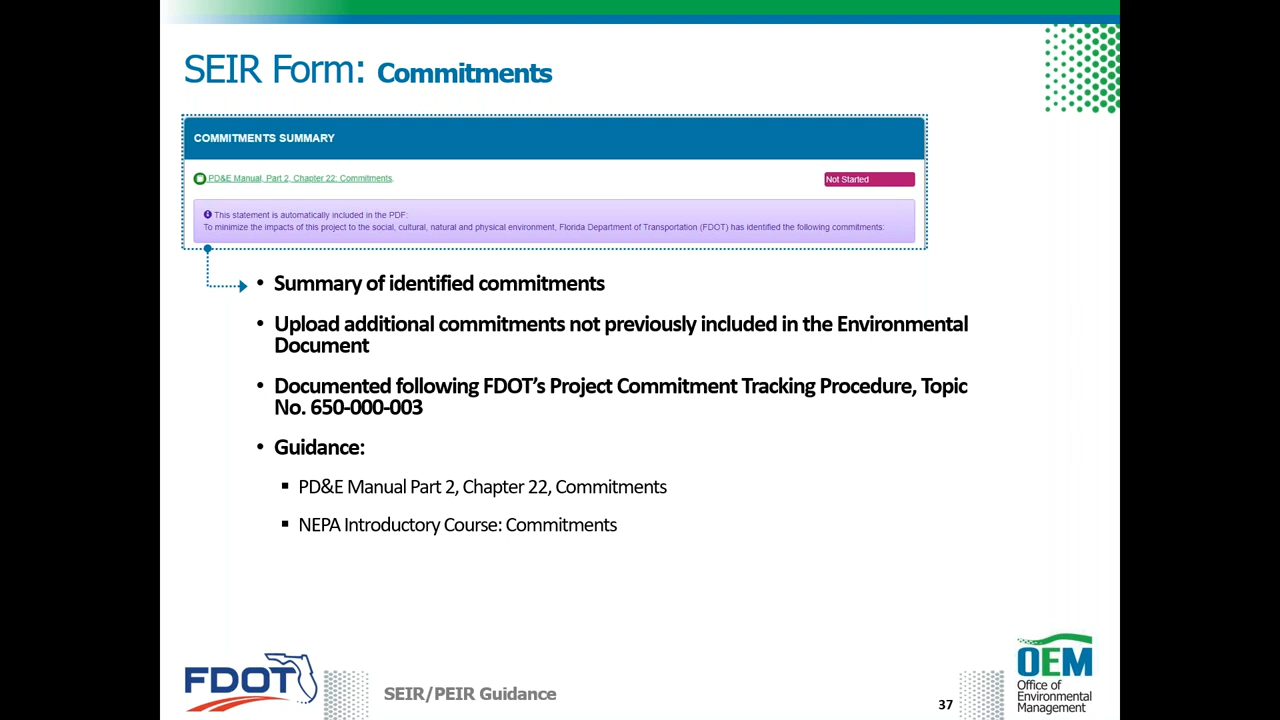 SEIR Form: Commitments
COMMITMENTS SUMMARY
PD&E Manual, Part 2, Chapter 22: Commitments.
Not Started
This statement is automatically included in the PDF:
To minimize the impacts of this project to the social, cultural, natural and physical environment, Florida Department of Transportation (FDOT) has identified the following commitments:
• Summary of identified commitments
• Upload additional commitments not previously included in the Environmental
Document
• Documented following FDOT’s Project Commitment Tracking Procedure, Topic
No. 650-000-003
• Guidance:
▪ PD&E Manual Part 2, Chapter 22, Commitments
▪ NEPA Introductory Course: Commitments
FDOT
SEIR/PEIR Guidance
37
OEM
Office of
Environmental
Management